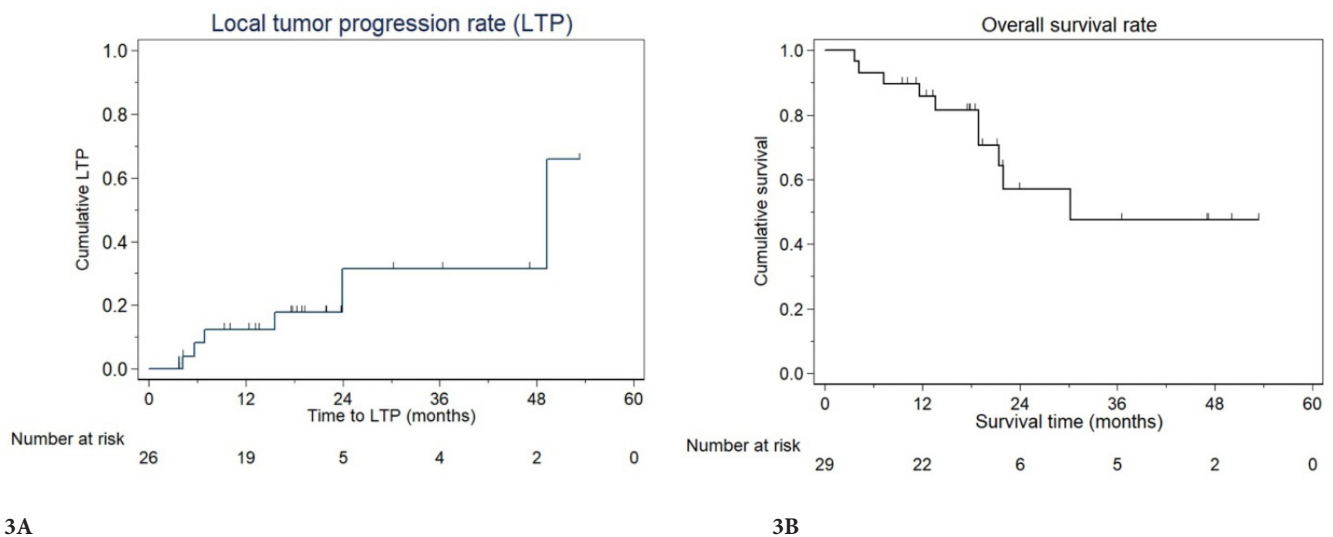 Local tumor progression rate (LTP)
1.0
0.8
0.6
0.4
0.2
0.0
Cumulative LTP
0 12 24 36 48 60
Time to LTP (months)
Number at risk
26 19 5 4 2 0
3A
Overall survival rate
1.0
0.8
0.6
0.4
0.2
0.0
Cumulative survival
0 12 24 36 48 60
Survival time (months)
Number at risk
29 22 6 5 2 0
3B